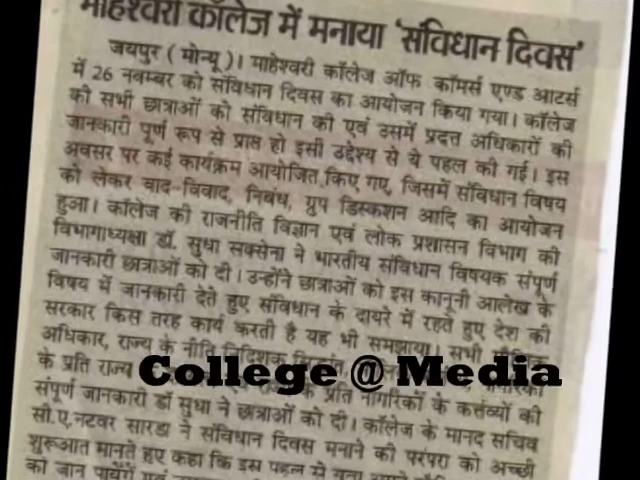 माहेश्वरी कॉलेज में मनाया 'संविधान दिवस'
जयपुर ( मोन्यू )। माहेश्वरी कॉलेज ऑफ कॉमर्स एण्ड आटर्स
में 26 नवम्बर को संविधान दिवस का आयोजन किया गया। कॉलेज
की सभी छात्राओं को संविधान की एवं उसमें प्रदत अधिकारों की
जानकारी पूर्ण रूप से प्राप्त हो इसी उद्देश्य से ये पहल की गई। इस
अवसर पर कई कार्यक्रम आयोजित किए गए, जिसमें संविधान विषय
को लेकर वाद-विवाद, निबंध, ग्रुप डिस्कशन आदि का आयोजन
हुआ। कॉलेज की राजनीति विज्ञान एवं लोक प्रशासन विभाग की
विभागाध्यक्षा डॉ. सुधा सक्सेना ने भारतीय संविधान विषयक संपूर्ण
जानकारी छात्राओं को दी। उन्होंने छात्राओं को इस कानूनी आलेख के
विषय में जानकारी देते हुए संविधान के दायरे में रहते हुए देश की
सरकार किस तरह कार्य करती है यह भी समझाया। सभी
अधिकार, राज्य के नीति निदेशक
के प्रति राज्य के प्रति नागरिकों के कर्तव्यों की
College @ Media
संपूर्ण जानकारी डॉ सुधा ने छात्राओं को दी। कॉलेज के मानद सचिव
सी.ए.नटवर सारडा ने संविधान दिवस मनाने की परंपरा को अच्छी
शुरूआत मानते हुए कहा कि इस पहल से युवा अपने
को जान पायेंगे एवं